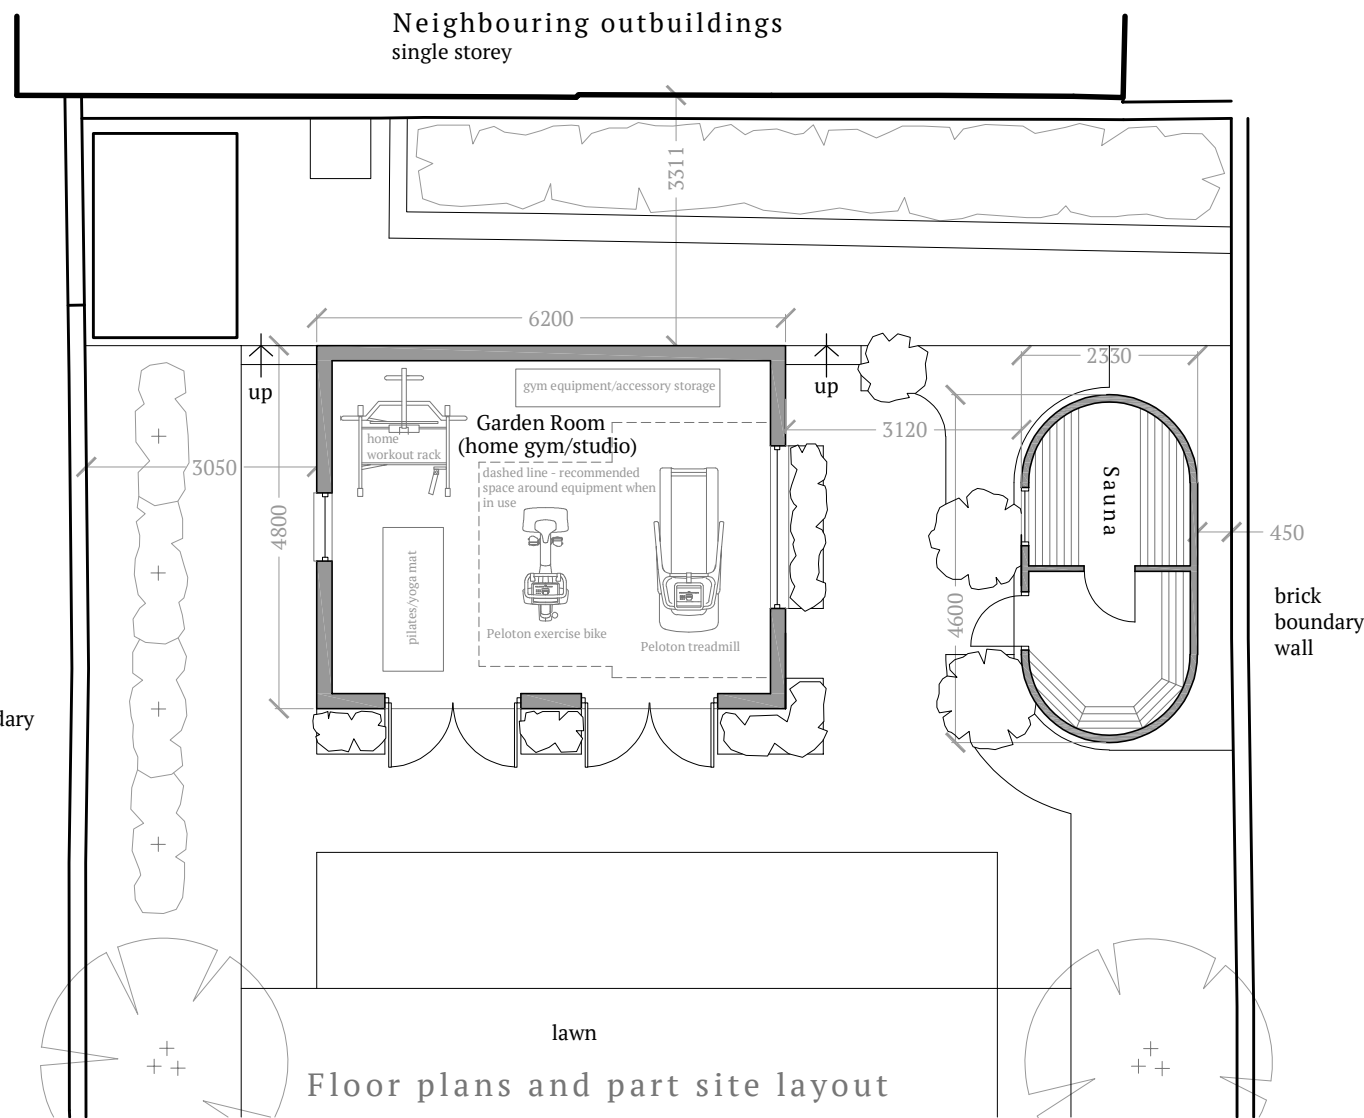 Neighbouring outbuildings
single storey
3311
6200
up
up
2330
gym equipment/accessory storage
Garden Room
(home gym/studio)
home
workout rack
3120
3050
dashed line - recommended
space around equipment when
in use
Sauna
4800
450
pilates/yoga mat
4600
brick
boundary
wall
Peloton exercise bike
Peloton treadmill
dary
lawn
Floor plans and part site layout